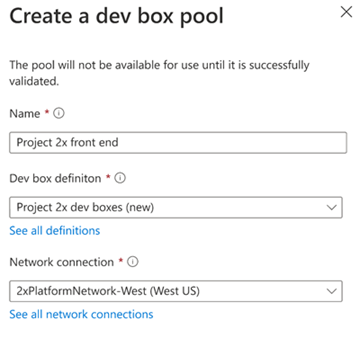 Create a dev box pool
The pool will not be available for use until it is successfully
validated.
Name *
Project 2x front end
Dev box definiton *
Project 2x dev boxes (new)
See all definitions
Network connection *
2xPlatformNetwork-West (West US)
See all network connections